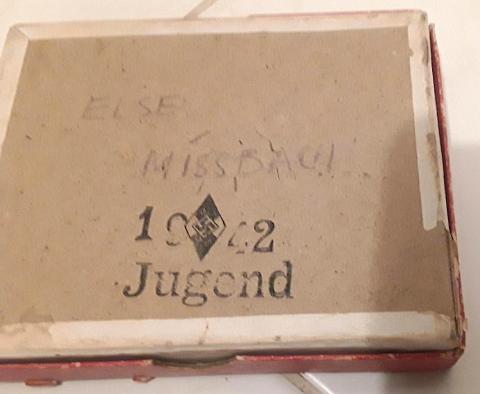 ELSE
MISSBACH
1942
Jugend